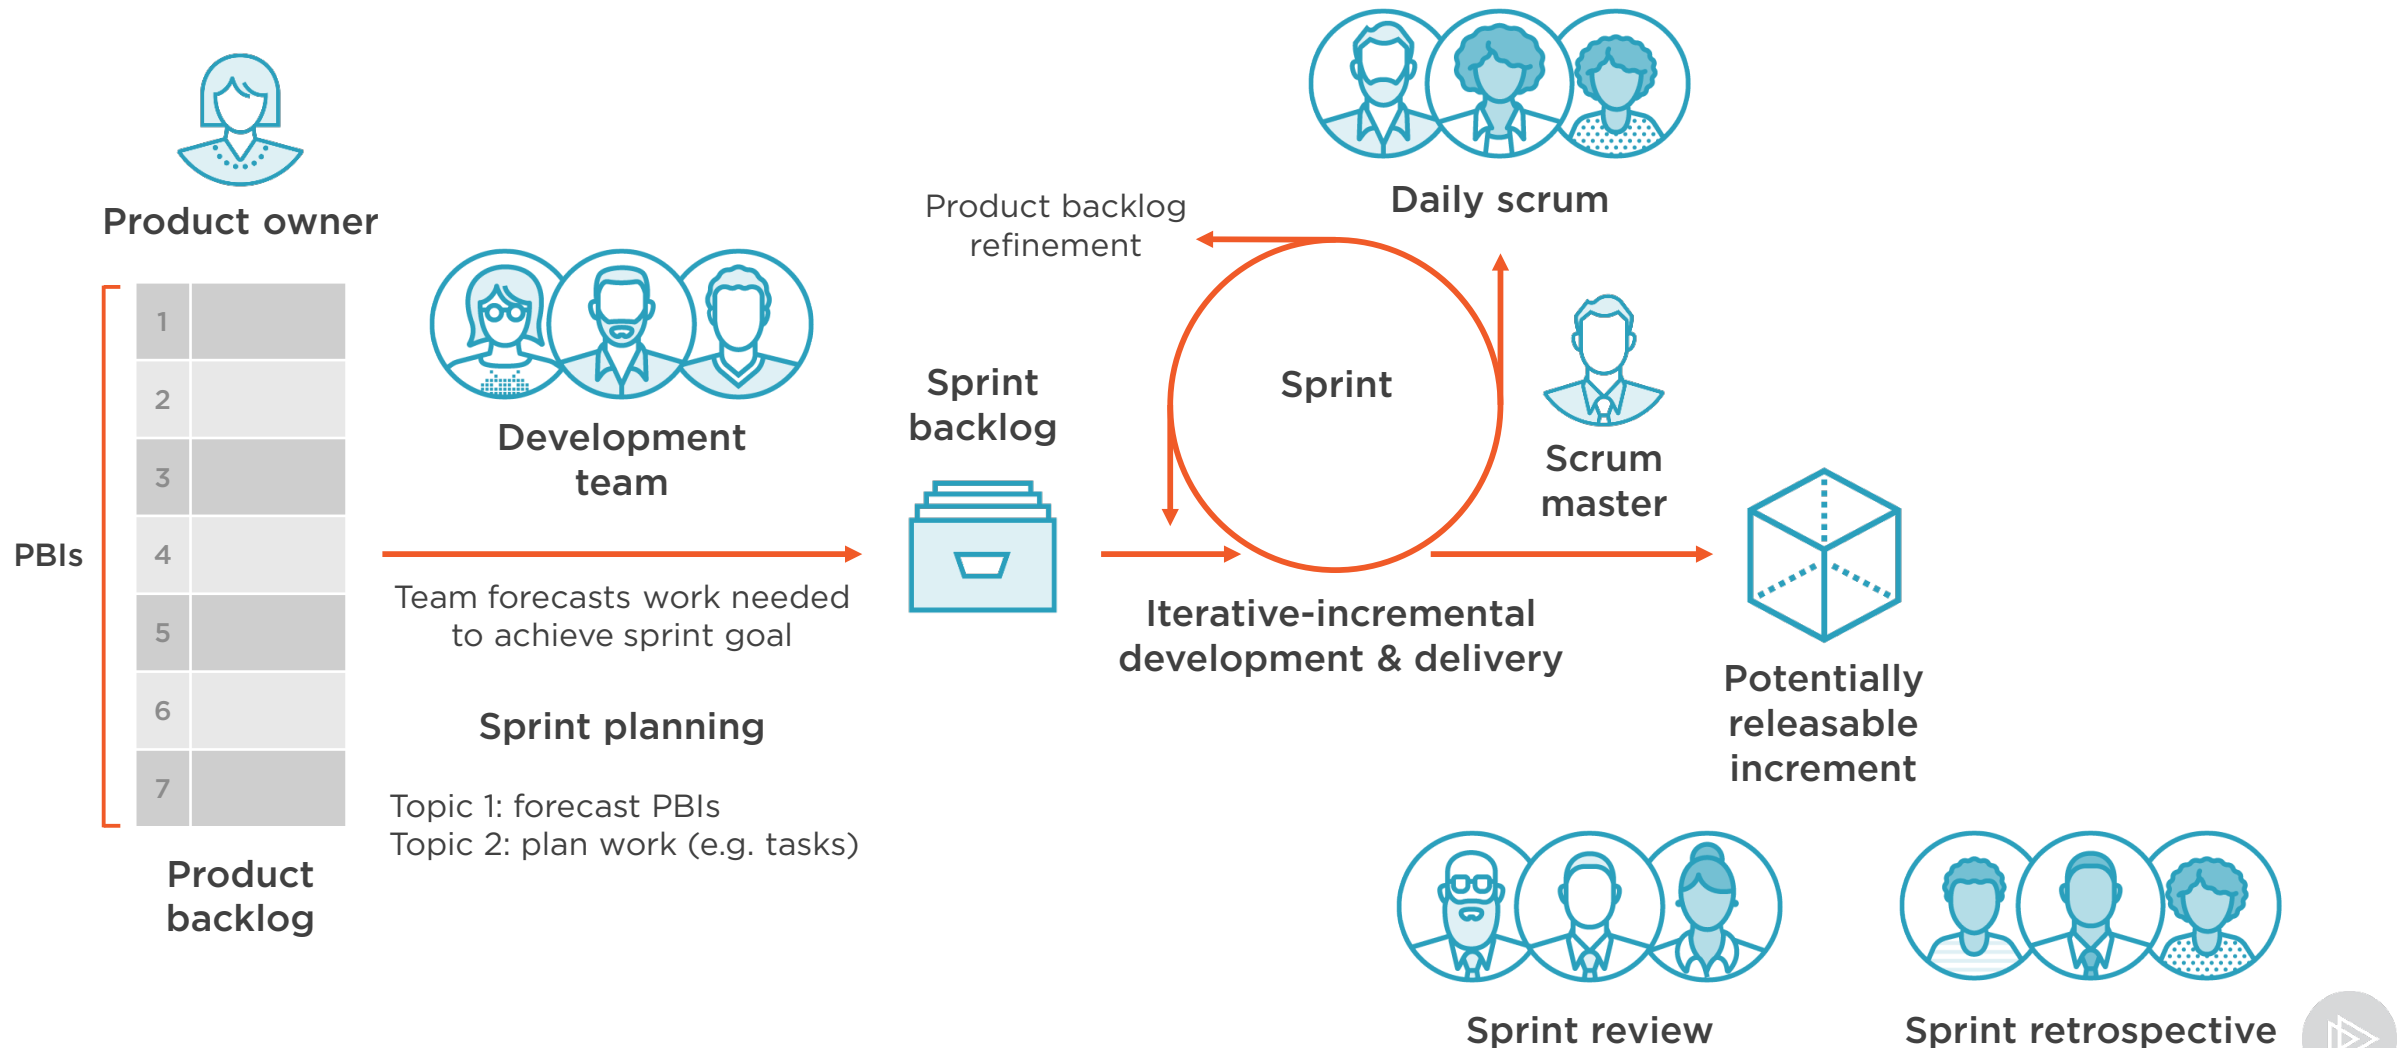 Product owner
PBIs
1
2
3
4
5
6
7
Product
backlog
Development
team
Team forecasts work needed
to achieve sprint goal
Sprint planning
Topic 1: forecast PBIs
Topic 2: plan work (e.g. tasks)
Sprint
backlog
Product backlog
refinement
Sprint
Daily scrum
Scrum
master
Iterative-incremental
development & delivery
Potentially
releasable
increment
Sprint review
Sprint retrospective